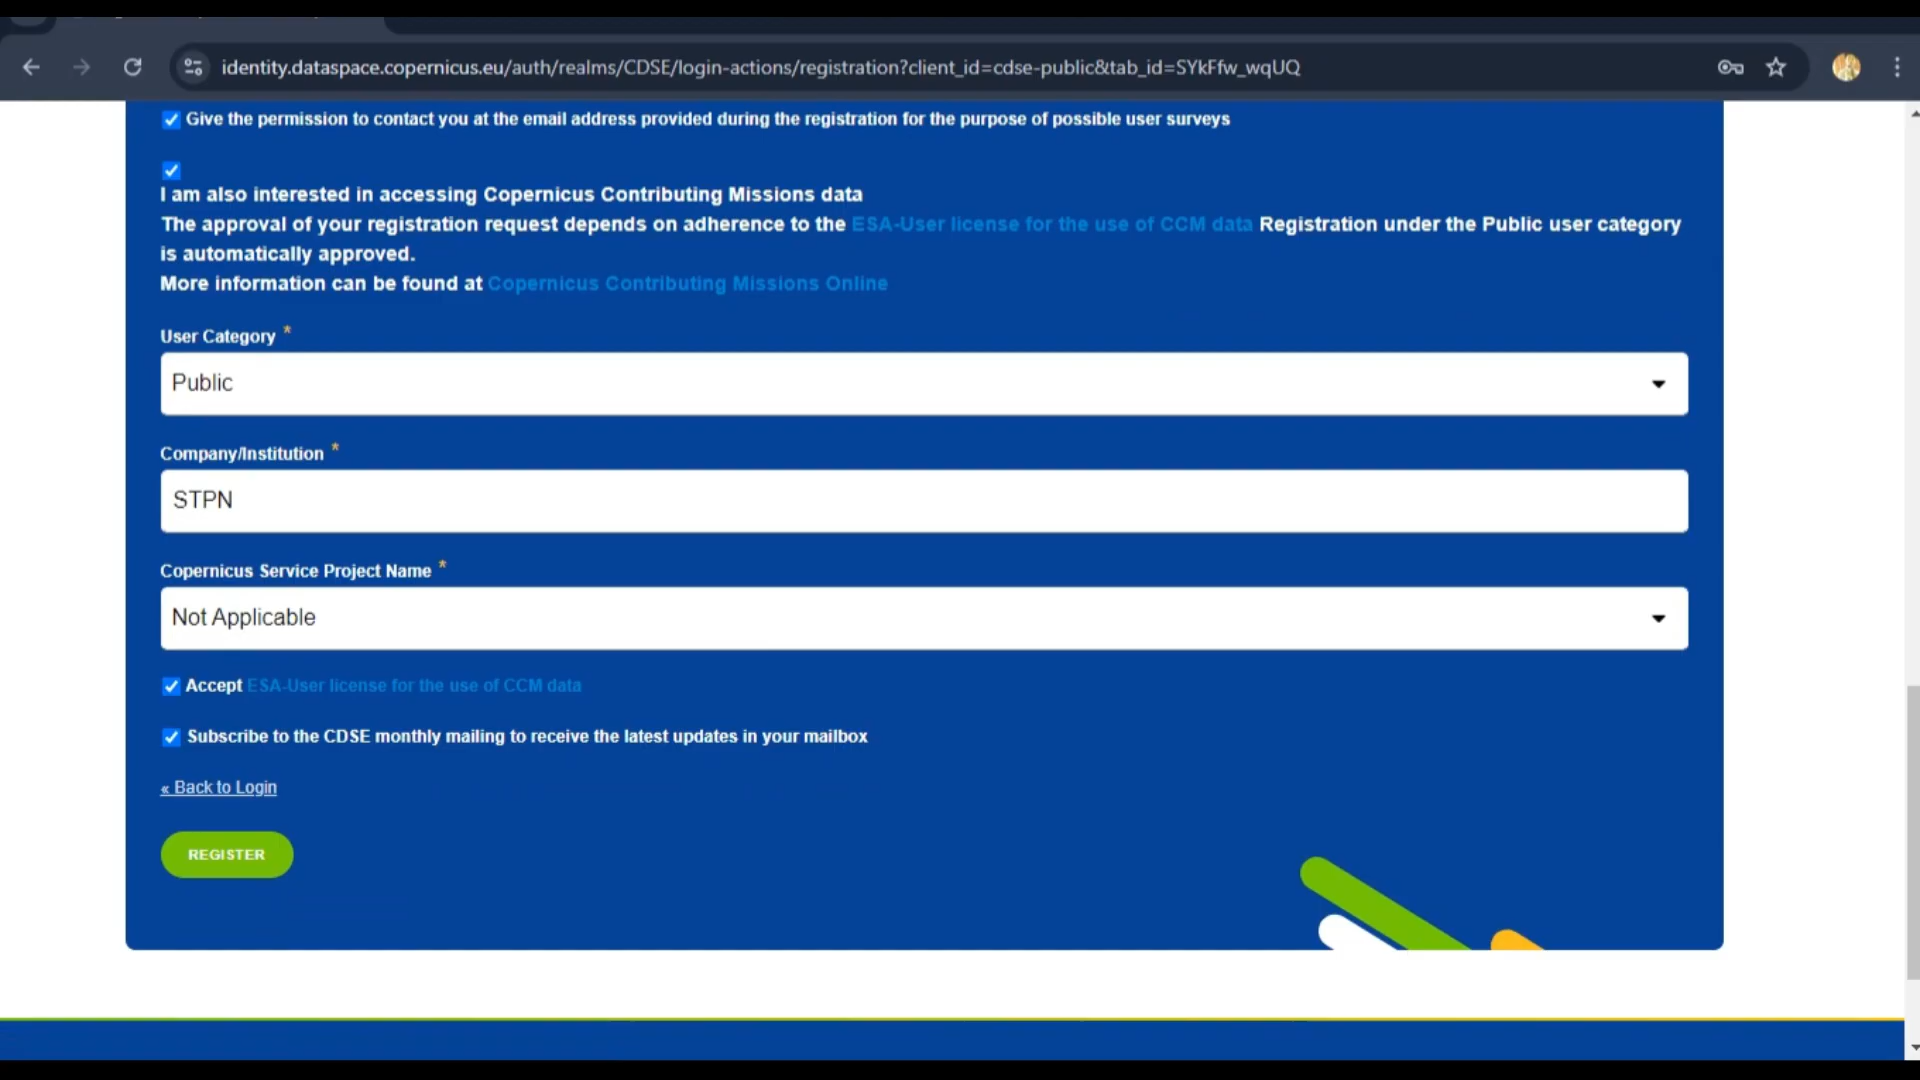 identity.dataspace.copernicus.eu/auth/realms/CDSE/login-actions/registration?client_id=cdse-public&tab_id=SYkFfw_wqUQ
Give the permission to contact you at the email address provided during the registration for the purpose of possible user surveys
I am also interested in accessing Copernicus Contributing Missions data
The approval of your registration request depends on adherence to the ESA-User license for the use of CCM data Registration under the Public user category
is automatically approved.
More information can be found at Copernicus Contributing Missions Online
User Category *
Public
Company/Institution *
STPN
Copernicus Service Project Name *
Not Applicable
Accept ESA-User license for the use of CCM data
Subscribe to the CDSE monthly mailing to receive the latest updates in your mailbox
« Back to Login
REGISTER